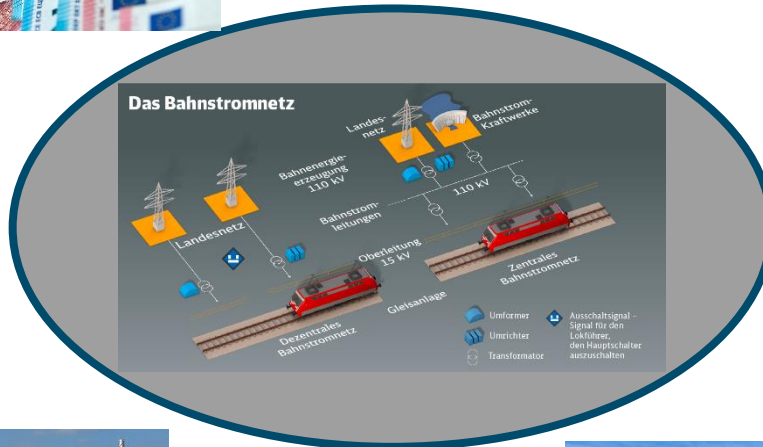 Das Bahnstromnetz
Landes-
netz
Bahnstrom-
Kraftwerke
Bahnenergie-
erzeugung
110 kV
110 kV
Bahnstrom-
leitungen
Landesnetz
Oberleitung
15 kV
Zentrales
Bahnstromnetz
Gleisanlage
Dezentrales
Bahnstromnetz
Umformer
Umrichter
Transformator
Ausschaltsignal –
Signal für den
Lokführer,
den Hauptschalter
auszuschalten